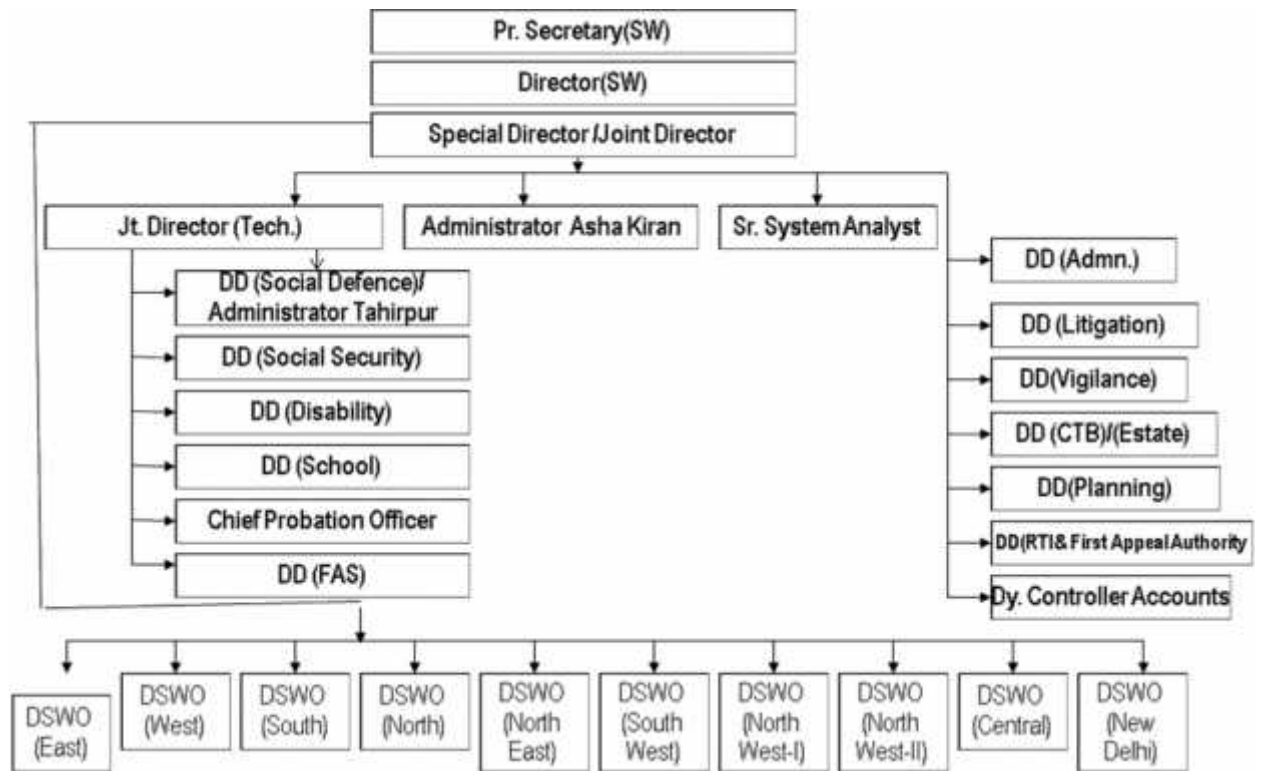 Pr. Secretary(SW)
Director(SW)
Special Director/Joint Director
Jt. Director (Tech.)
Administrator Asha Kiran
Sr. System Analyst
DD (Social Defence)/
Administrator Tahirpur
DD (Social Security)
DD (Disability)
DD (School)
Chief Probation Officer
DD (FAS)
DD (Admn.)
DD (Litigation)
DD(Vigilance)
DD (CTB)/(Estate)
DD(Planning)
DD(RTI& First Appeal Authority
Dy. Controller Accounts
DSWO
(East)
DSWO
(West)
DSWO
(South)
DSWO
(North)
DSWO
(North
East)
DSWO
(South
West)
DSWO
(North
West-I)
DSWO
(North
West-II)
DSWO
(Central)
DSWO
(New
Delhi)